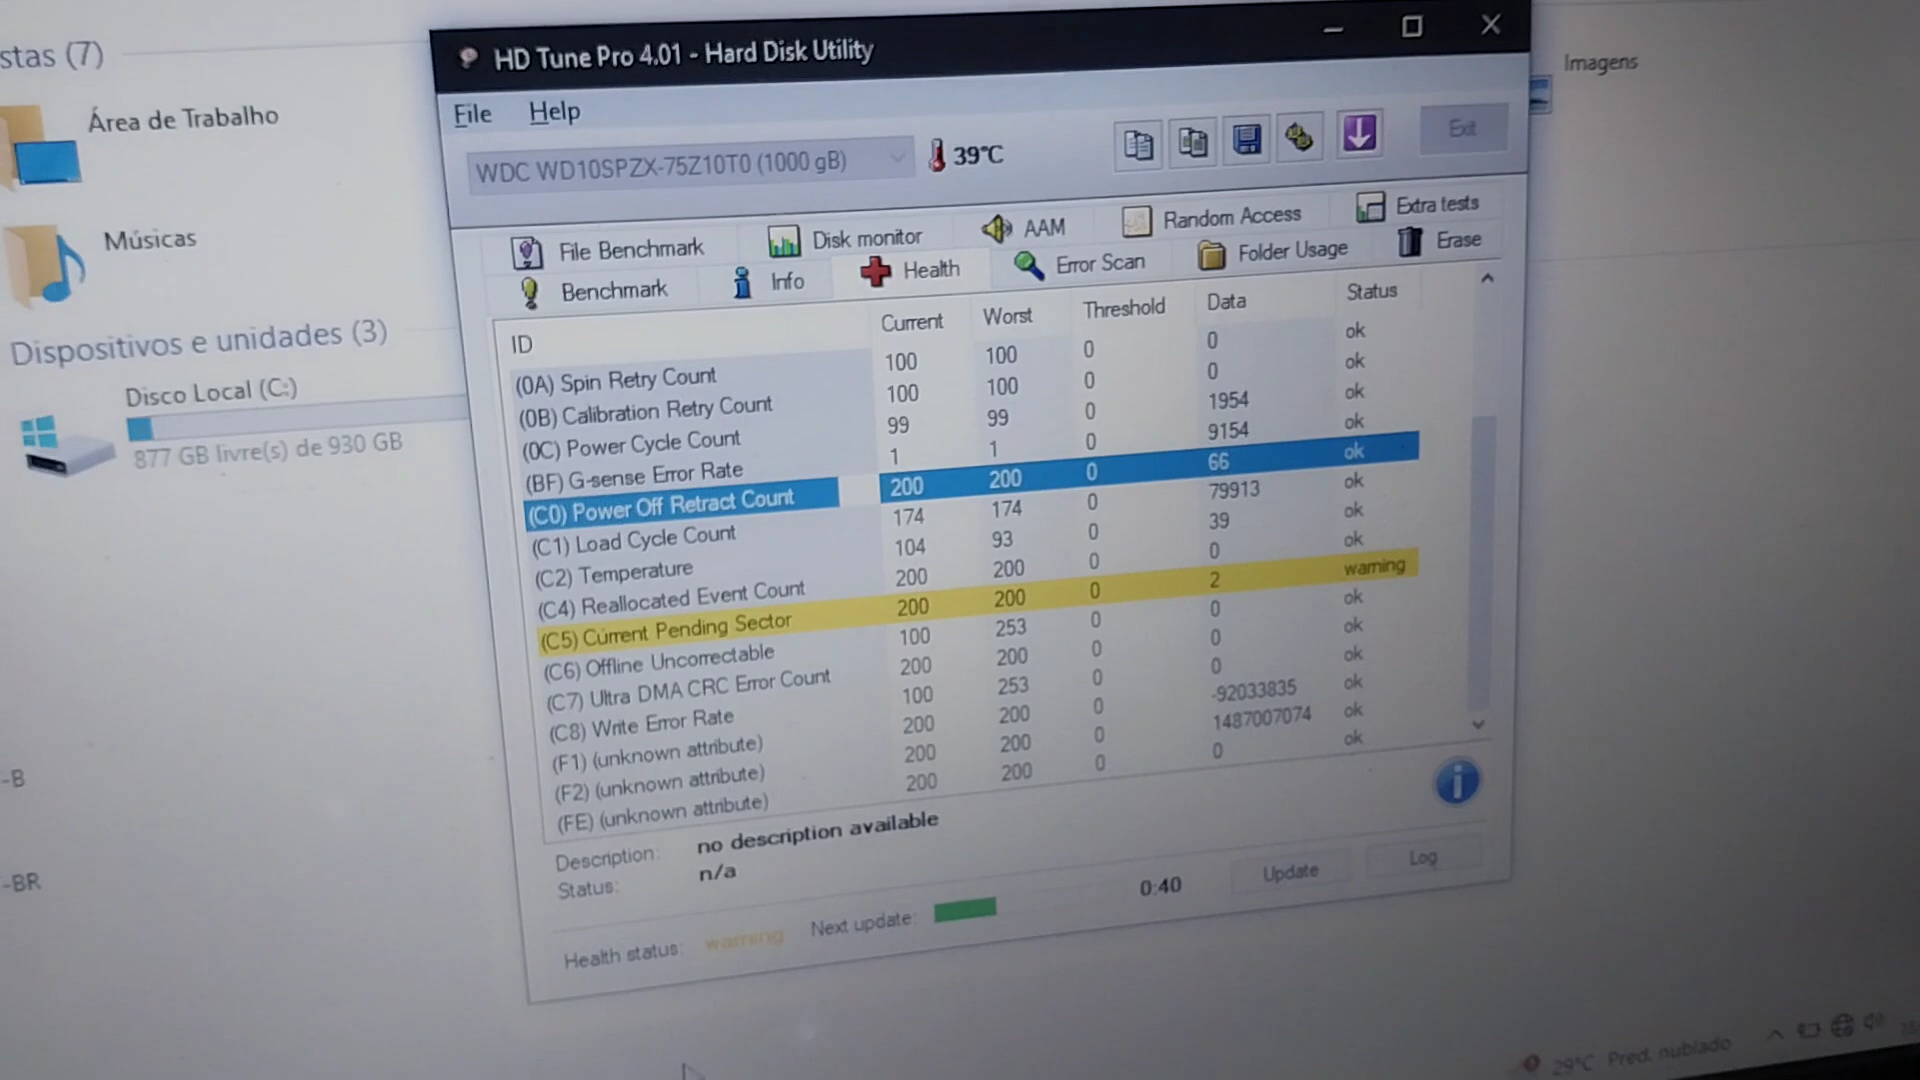 stas (7)
Área de Trabalho
Músicas
Dispositivos e unidades (3)
Disco Local (C:)
877 GB livre(s) de 930 GB
-B
-BR
Imagens
HD Tune Pro 4.01 - Hard Disk Utility
File Help
WDC WD10SPZX-75Z10T0 (1000 gB) 39°C Exit
File Benchmark Disk monitor AAM Random Access Extra tests
Benchmark Info Health Error Scan Folder Usage Erase
ID Current Worst Threshold Data Status
(0A) Spin Retry Count 100 100 0 0 ok
(0B) Calibration Retry Count 100 100 0 0 ok
(0C) Power Cycle Count 99 99 0 1954 ok
(BF) G-sense Error Rate 1 1 0 9154 ok
(C0) Power Off Retract Count 200 200 0 66 ok
(C1) Load Cycle Count 174 174 0 79913 ok
(C2) Temperature 104 93 0 39 ok
(C4) Reallocated Event Count 200 200 0 0 ok
(C5) Current Pending Sector 200 200 0 2 warning
(C6) Offline Uncorrectable 100 253 0 0 ok
(C7) Ultra DMA CRC Error Count 200 200 0 0 ok
(C8) Write Error Rate 100 253 0 0 ok
(F1) (unknown attribute) 200 200 0 -92033835 ok
(F2) (unknown attribute) 200 200 0 1487007074 ok
(FE) (unknown attribute) 200 200 0 0 ok
Description: no description available
Status: n/a
Health status: warning Next update: 0:40 Update Log
29°C Pred. nublado